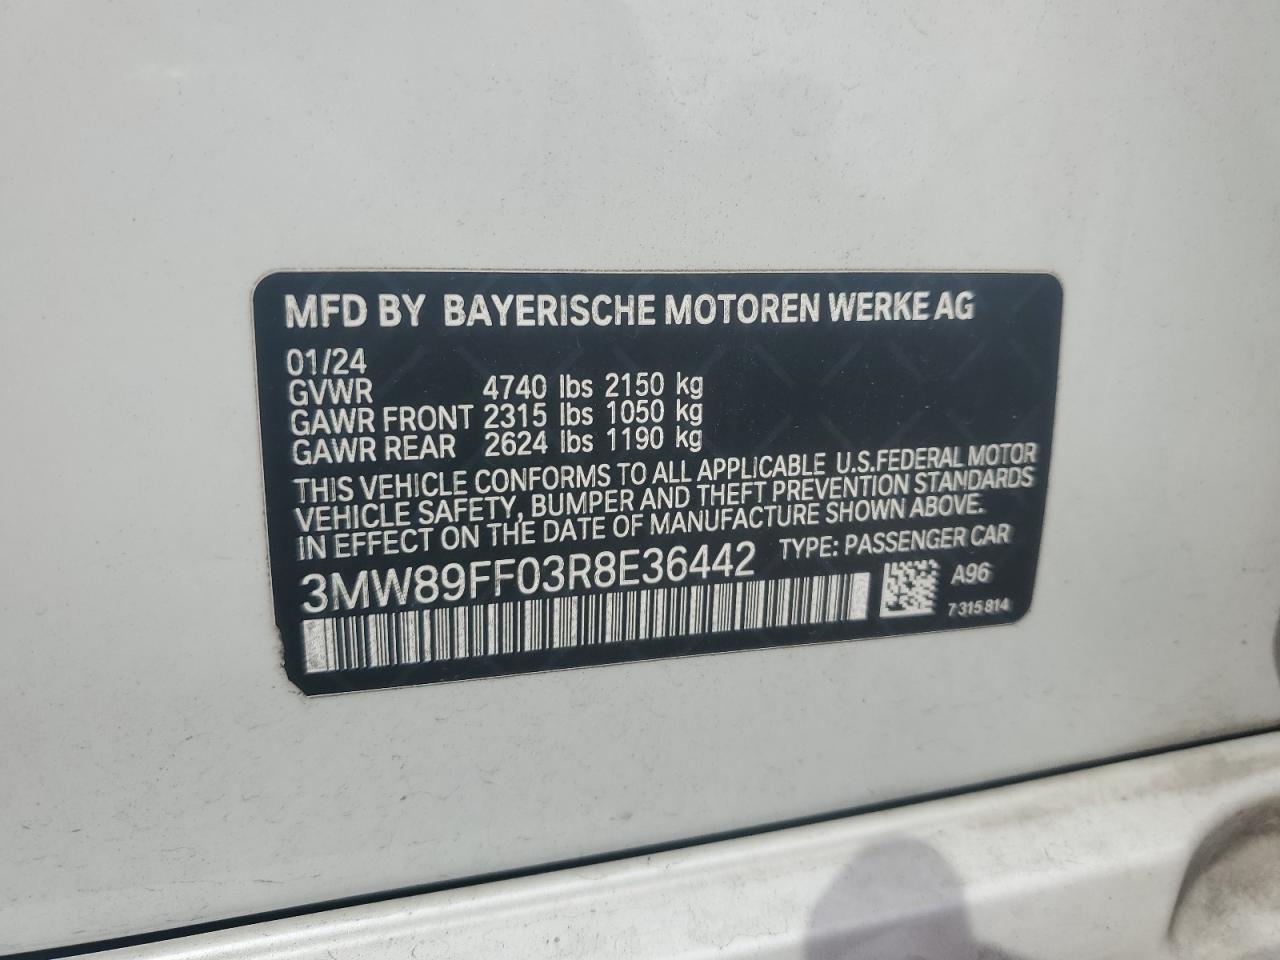 MFD BY BAYERISCHE MOTOREN WERKE AG
01/24
GVWR 4740 lbs 2150 kg
GAWR FRONT 2315 lbs 1050 kg
GAWR REAR 2624 lbs 1190 kg
THIS VEHICLE CONFORMS TO ALL APPLICABLE U.S.FEDERAL MOTOR
VEHICLE SAFETY, BUMPER AND THEFT PREVENTION STANDARDS
IN EFFECT ON THE DATE OF MANUFACTURE SHOWN ABOVE.
3MW89FF03R8E36442 TYPE: PASSENGER CAR
A96
7 315 814